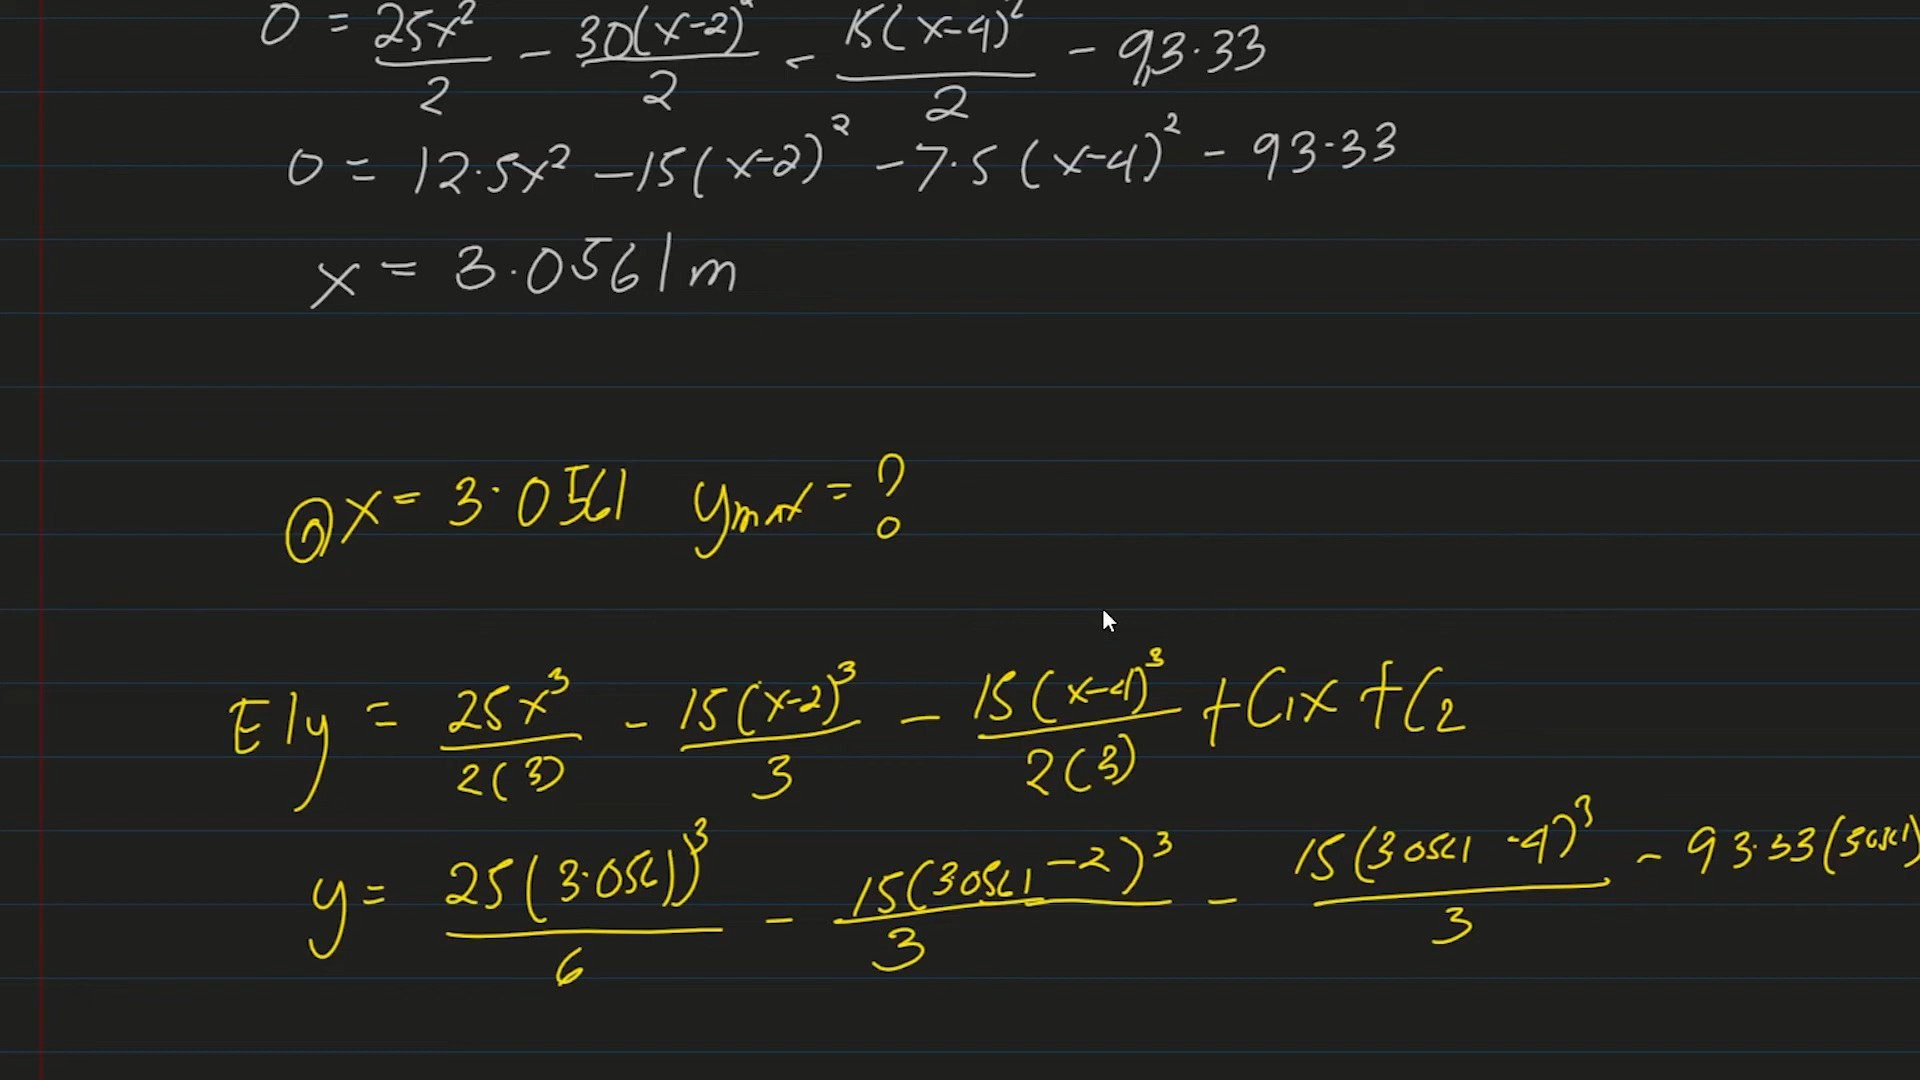 0 = 25x²/2 - 30(x-2)²/2 - 15(x-4)²/2 - 93.33
0 = 12.5x² - 15(x-2)² - 7.5(x-4)² - 93.33
x = 3.0561m
@ x = 3.0561 ymax = ?
EIy = 25x³/2(3) - 15(x-2)³/3 - 15(x-4)³/2(3) + C₁x + C₂
y = 25(3.0561)³/6 - 15(3.0561-2)³/3 - 15(3.0561-4)³/3 - 93.33(3.0561)